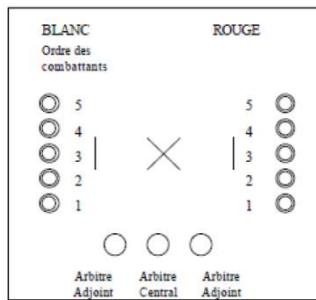 BLANC ROUGE
Ordre des
combattants
5 5
4 4
3 3
2 2
1 1
Arbitre Arbitre Arbitre
Adjoint Central Adjoint